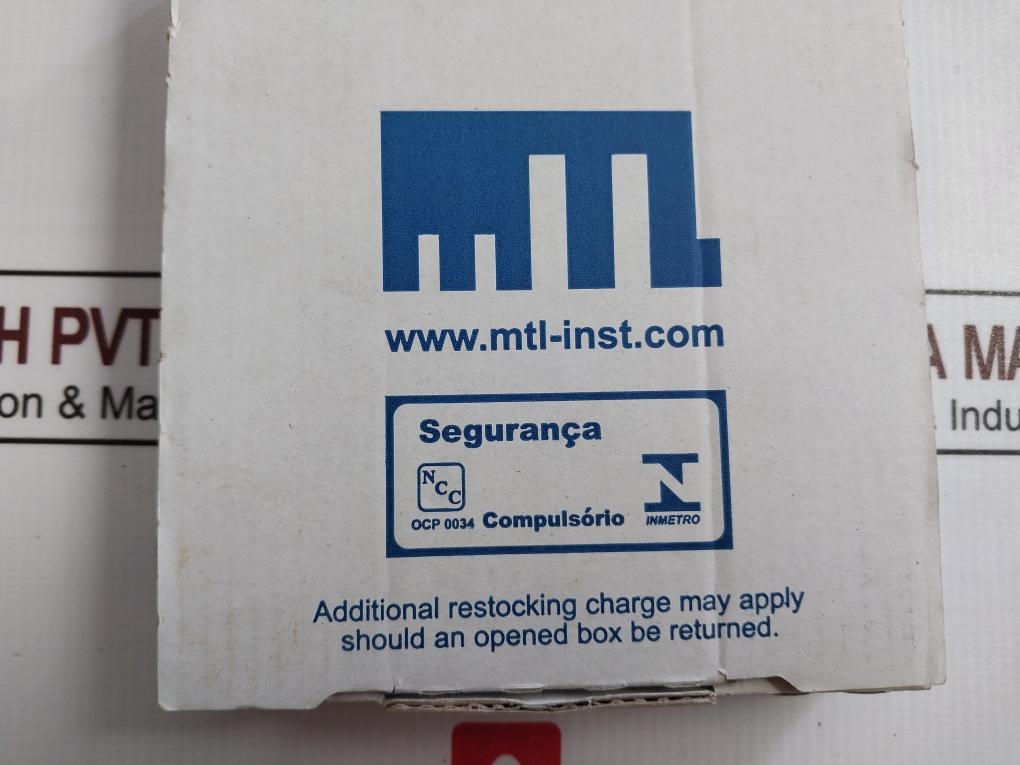 mTL
www.mtl-inst.com
Segurança
NCC
OCP 0034 Compulsório
INMETRO
Additional restocking charge may apply
should an opened box be returned.
H PVT
on & Ma
A MA
Indu